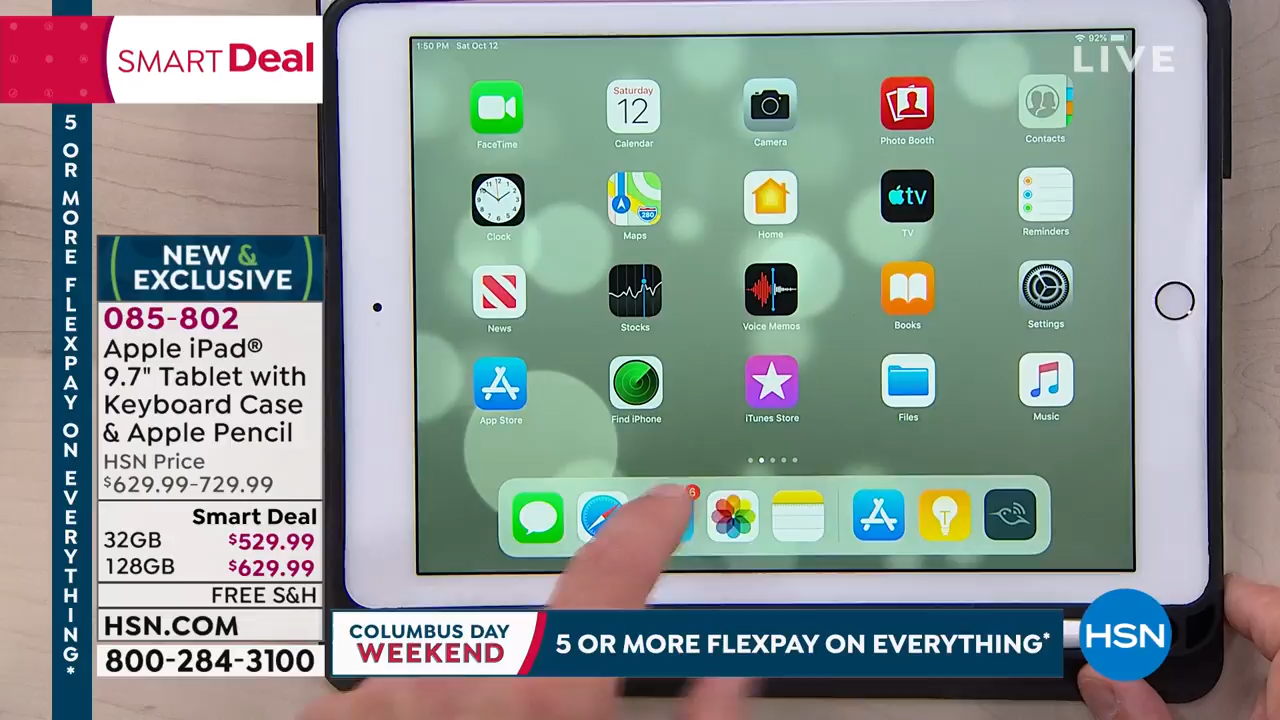 SMART Deal
5 OR MORE FLEXPAY ON EVERYTHING*
NEW &
EXCLUSIVE
085-802
Apple iPad®
9.7" Tablet with
Keyboard Case
& Apple Pencil
HSN Price
$629.99-729.99
Smart Deal
32GB $529.99
128GB $629.99
FREE S&H
HSN.COM
800-284-3100
1:50 PM Sat Oct 12
92%
LIVE
FaceTime
Saturday
12
Calendar
Camera
Photo Booth
Contacts
Clock
280
Maps
Home
tv
TV
Reminders
News
Stocks
Voice Memos
Books
Settings
App Store
Find iPhone
iTunes Store
Files
Music
6
COLUMBUS DAY
WEEKEND
5 OR MORE FLEXPAY ON EVERYTHING*
HSN